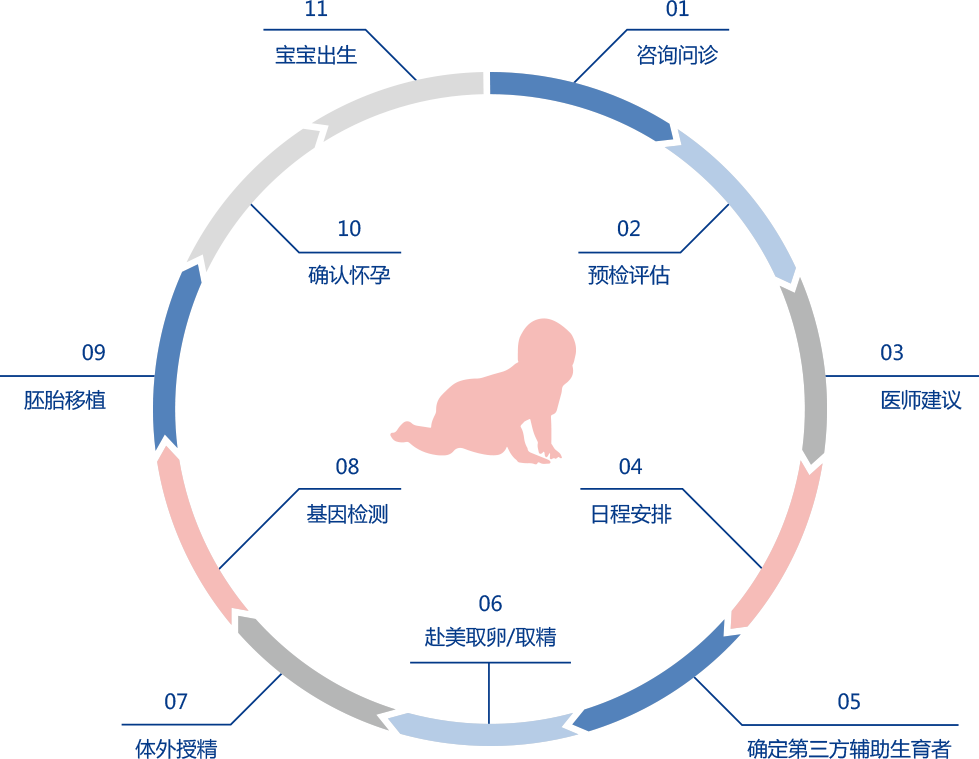 01
咨询问诊
02
预检评估
03
医师建议
04
日程安排
05
确定第三方辅助生育者
06
赴美取卵/取精
07
体外授精
08
基因检测
09
胚胎移植
10
确认怀孕
11
宝宝出生